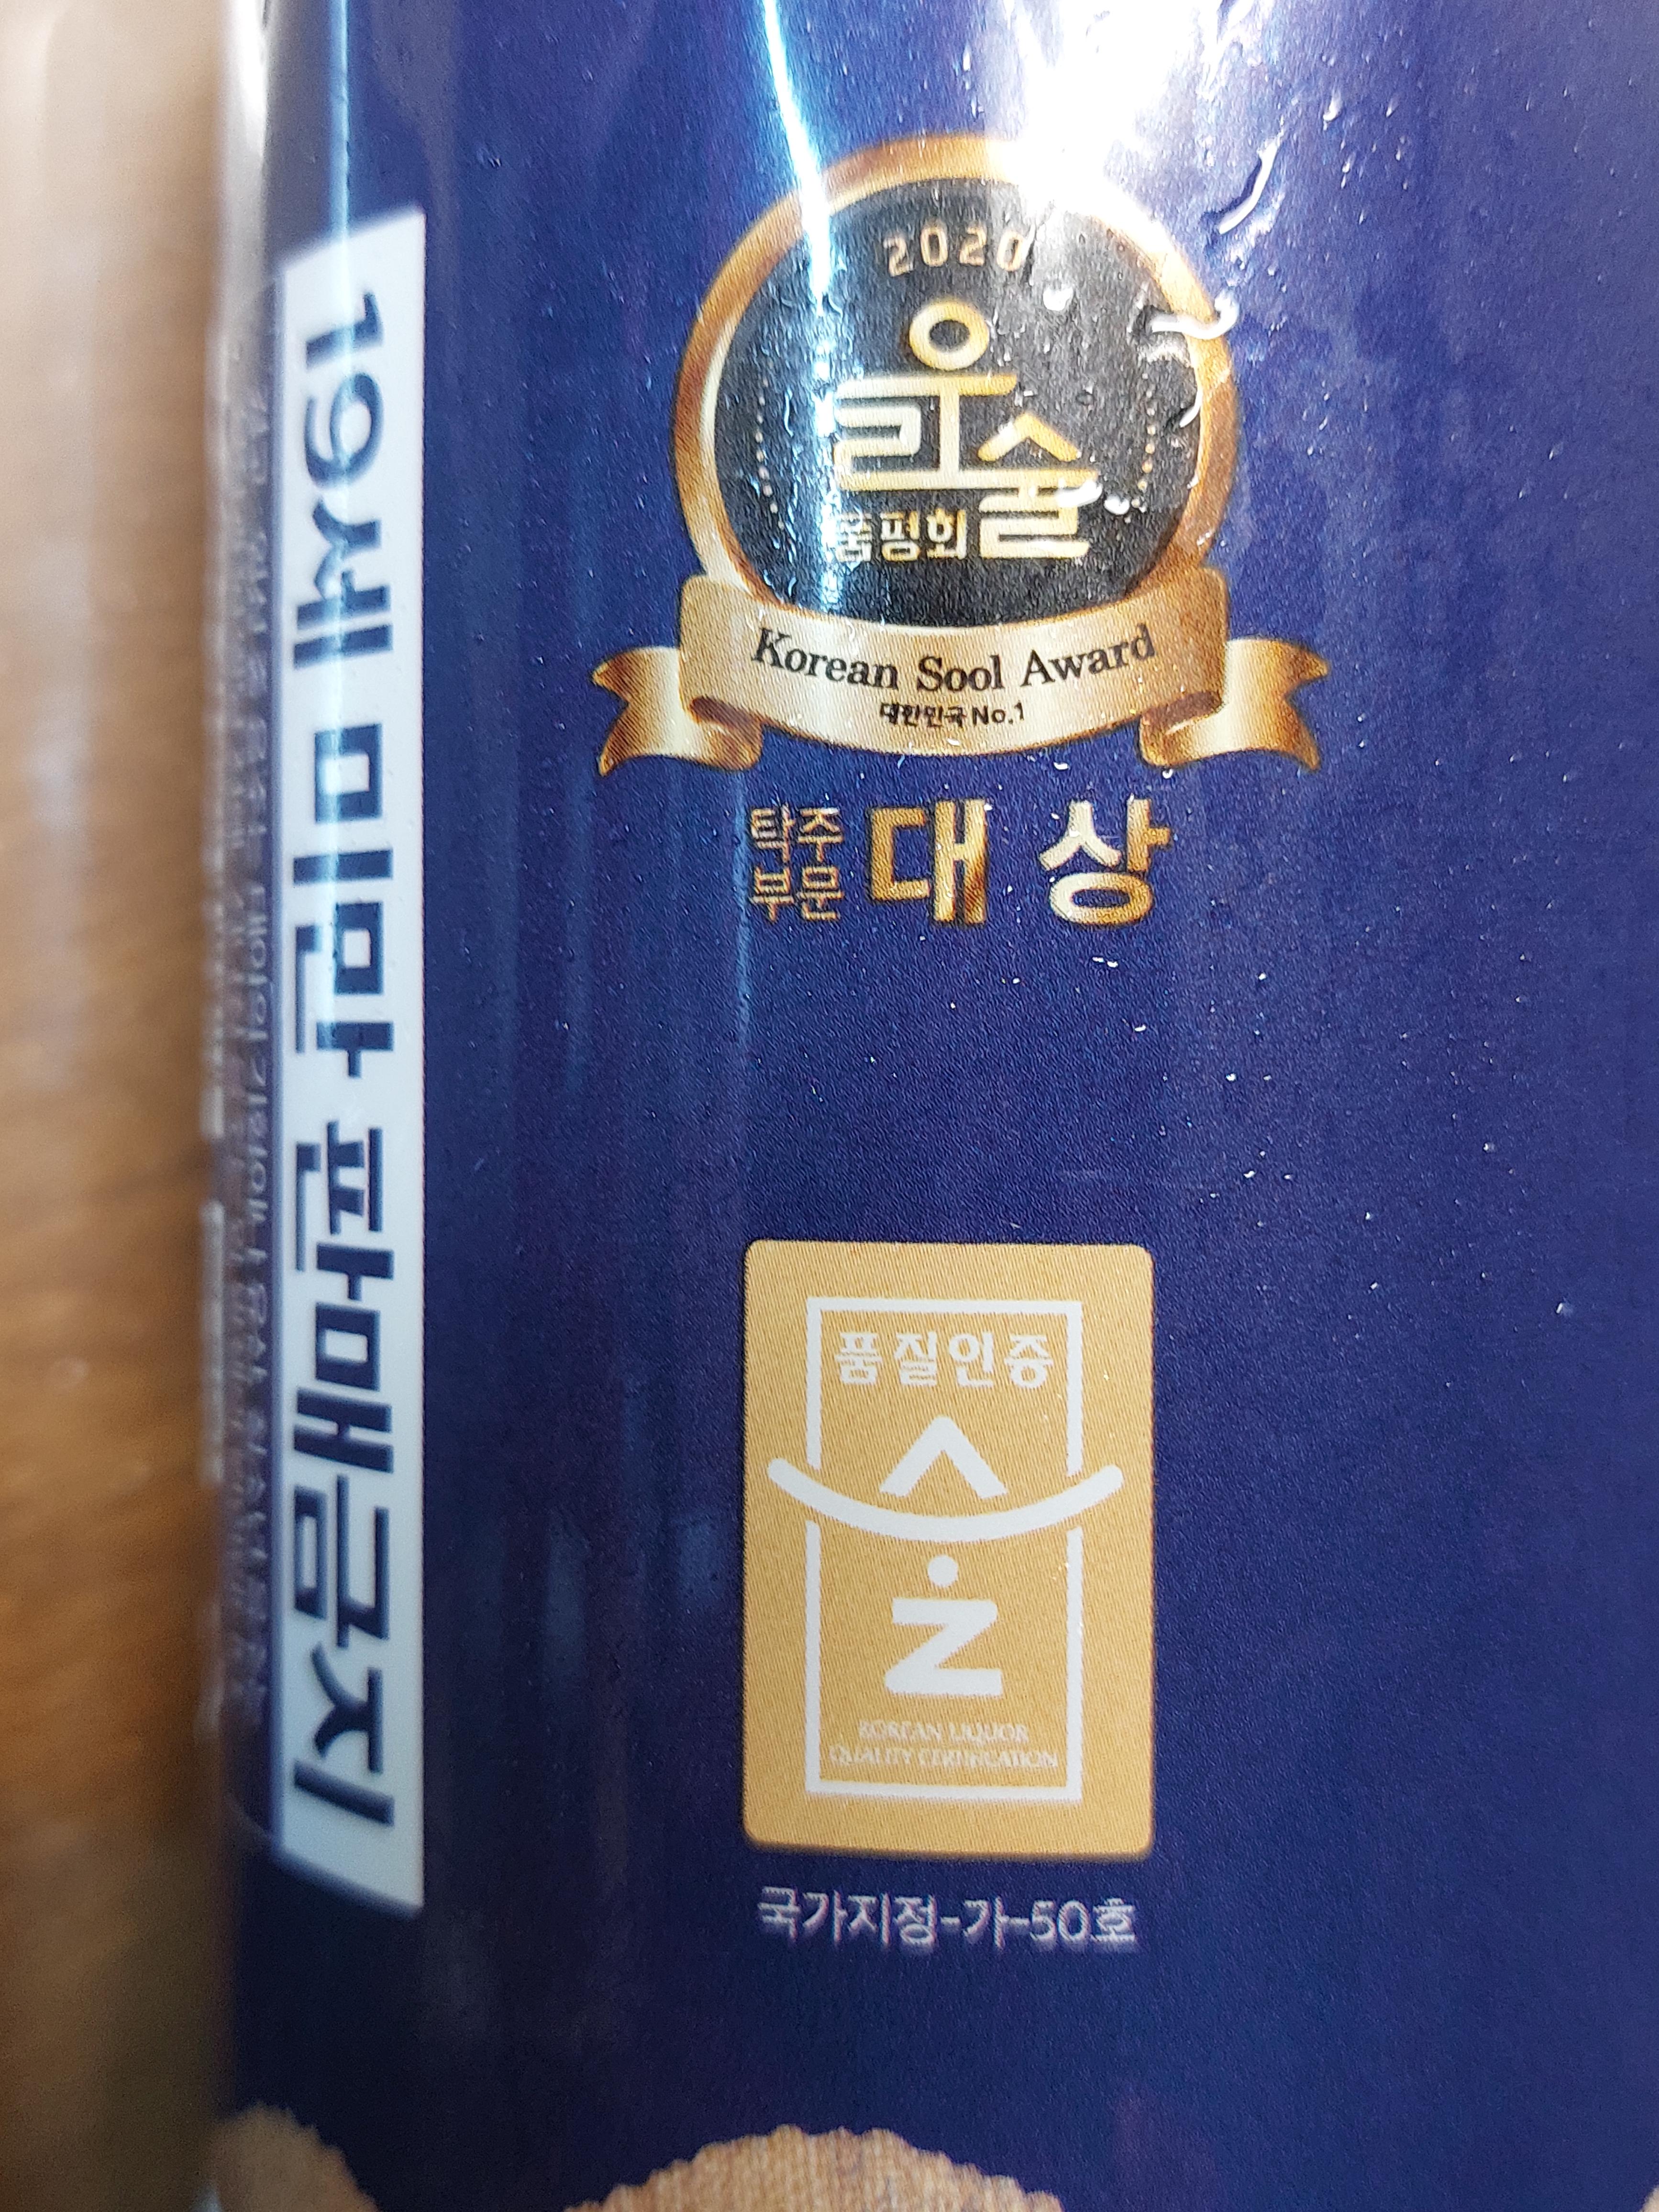 19세 미만 판매금지
2020
우리술
품평회
Korean Sool Award
대한민국 No.1
탁주
부문
대상
품질인증
KOREAN LIQUOR
QUALITY CERTIFICATION
국가지정-가-50호